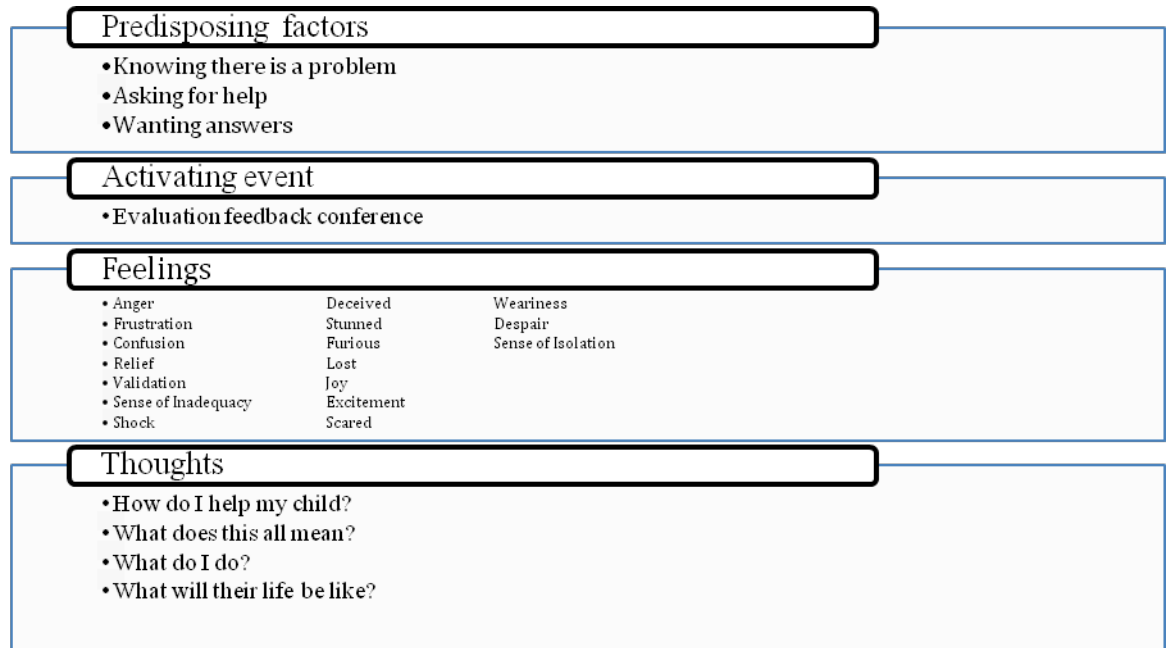 Predisposing factors
•Knowing there is a problem
•Asking for help
•Wanting answers
Activating event
•Evaluation feedback conference
Feelings
• Anger Deceived Weariness
• Frustration Stunned Despair
• Confusion Furious Sense of Isolation
• Relief Lost
• Validation Joy
• Sense of Inadequacy Excitement
• Shock Scared
Thoughts
•How do I help my child?
•What does this all mean?
•What do I do?
•What will their life be like?